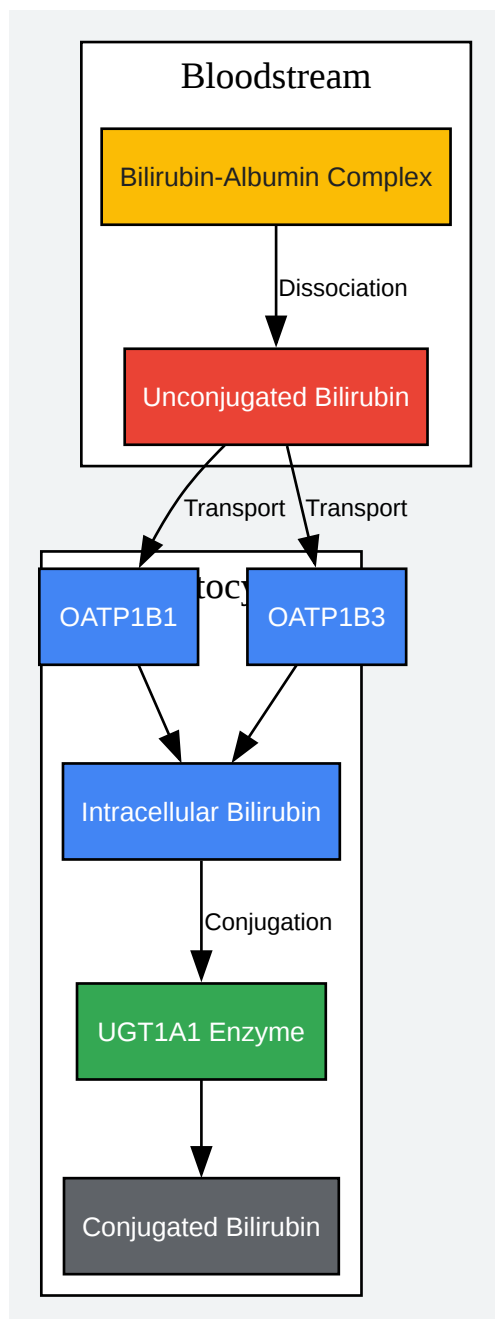 Bloodstream
Bilirubin-Albumin Complex
Dissociation
Unconjugated Bilirubin
Transport Transport
OATP1B1 OATP1B3
Intracellular Bilirubin
Conjugation
UGT1A1 Enzyme
Conjugated Bilirubin